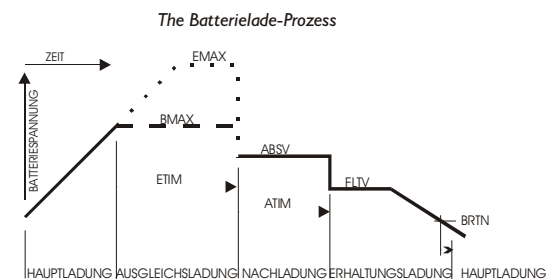 The Batterielade-Prozess
ZEIT
EMAX
BATTERIESPANNUNG
BMAX
ABSV
ETIM
FLTV
ATIM
BRTN
HAUPTLADUNG AUSGLEICHSLADUNG NACHLADUNG ERHALTUNGSLADUNG HAUPTLADUNG